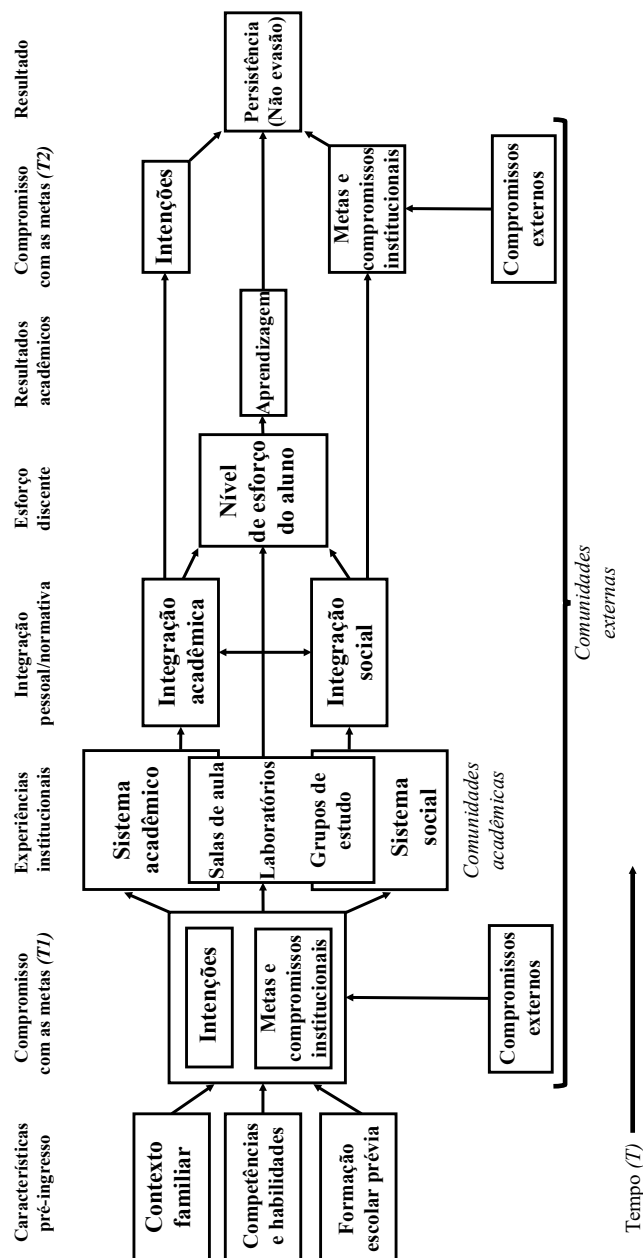 Características
pré-ingresso
Compromisso
com as metas (T1)
Experiências
institucionais
Integração
pessoal/normativa
Esforço
discente
Resultados
acadêmicos
Compromisso
com as metas (T2)
Resultado
Contexto
familiar
Competências
e habilidades
Formação
escolar prévia
Intenções
Metas e
compromissos
institucionais
Compromissos
externos
Sistema
acadêmico
Salas de aula
Laboratórios
Grupos de
estudo
Sistema
social
Comunidades
acadêmicas
Integração
acadêmica
Integração
social
Nível
de esforço
do aluno
Aprendizagem
Intenções
Metas e
compromissos
institucionais
Compromissos
externos
Persistência
(Não evasão)
Comunidades
externas
Tempo (T)